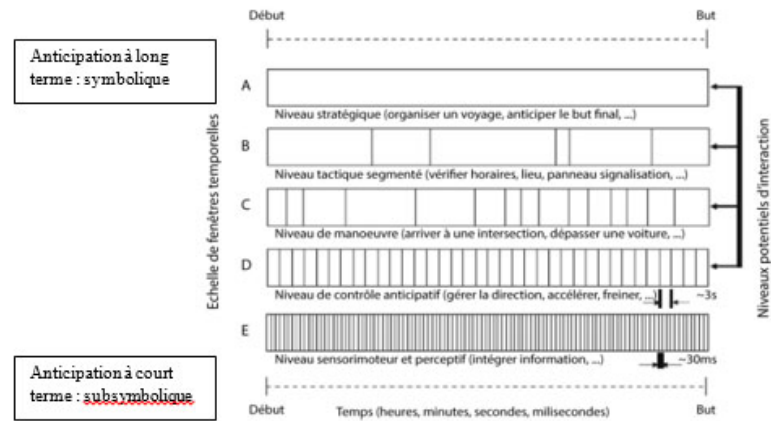 Début
But
Anticipation à long
terme : symbolique
A
Niveau stratégique (organiser un voyage, anticiper le but final, ...)
B
Niveau tactique segmenté (vérifier horaires, lieu, panneau signalisation, ...)
C
Niveau de manoeuvre (arriver à une intersection, dépasser une voiture, ...)
D
Niveau de contrôle anticipatif (gérer la direction, accélérer, freiner, ...)
~3s
E
Niveau sensorimoteur et perceptif (intégrer information, ...)
~30ms
Echelle de fenêtres temporelles
Niveaux potentiels d'interaction
Anticipation à court
terme : subsymbolique
Début
Temps (heures, minutes, secondes, milisecondes)
But